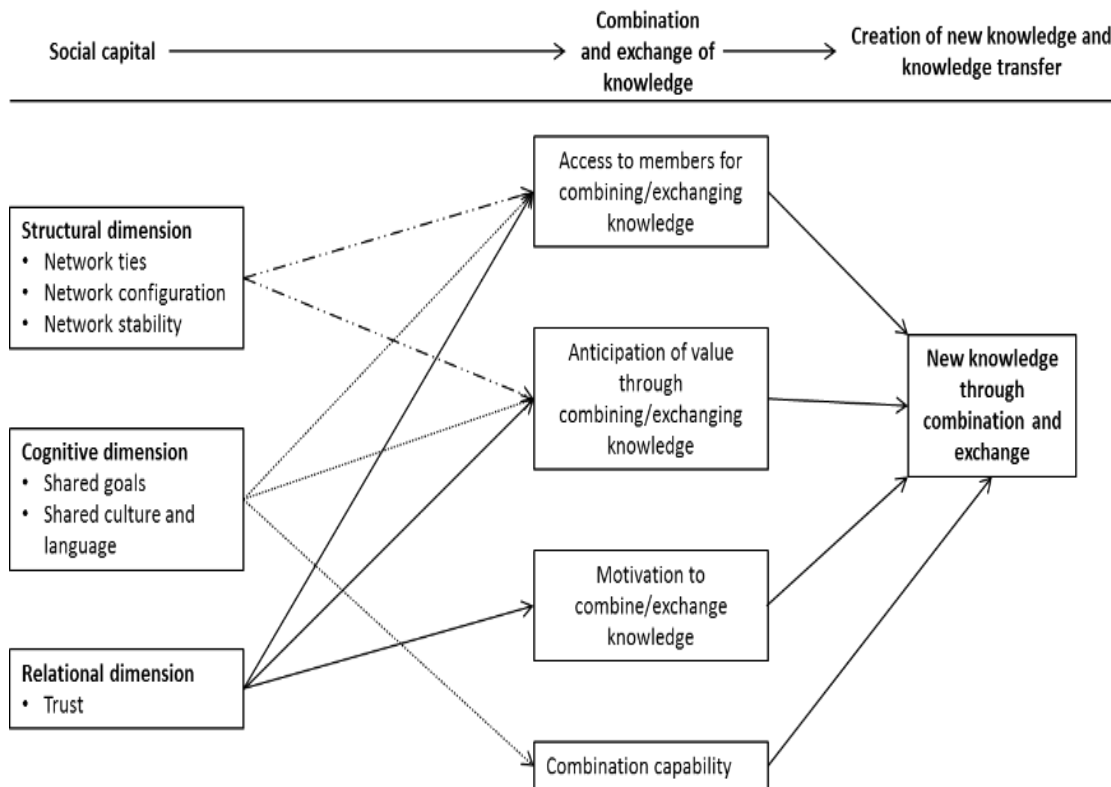 Social capital
Combination
and exchange of
knowledge
Creation of new knowledge and
knowledge transfer
Structural dimension
• Network ties
• Network configuration
• Network stability
Cognitive dimension
• Shared goals
• Shared culture and
language
Relational dimension
• Trust
Access to members for
combining/exchanging
knowledge
Anticipation of value
through
combining/exchanging
knowledge
Motivation to
combine/exchange
knowledge
Combination capability
New knowledge
through
combination and
exchange